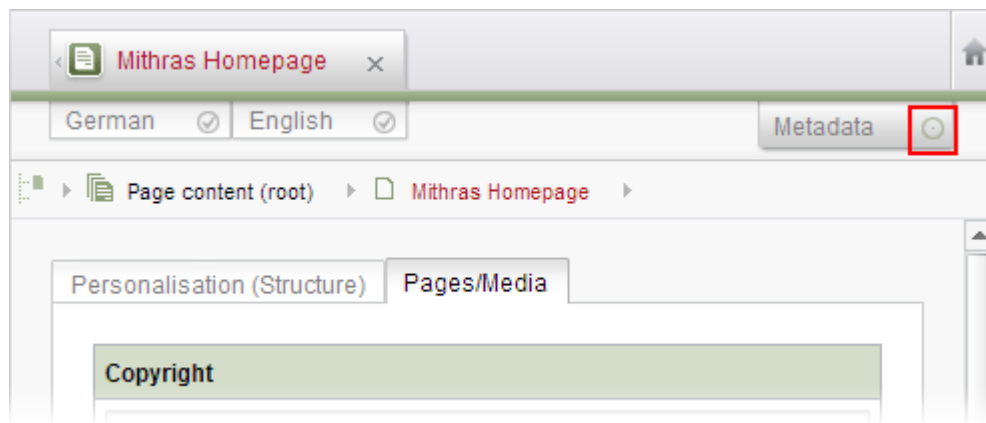 Mithras Homepage
German English Metadata
Page content (root) Mithras Homepage
Personalisation (Structure) Pages/Media
Copyright